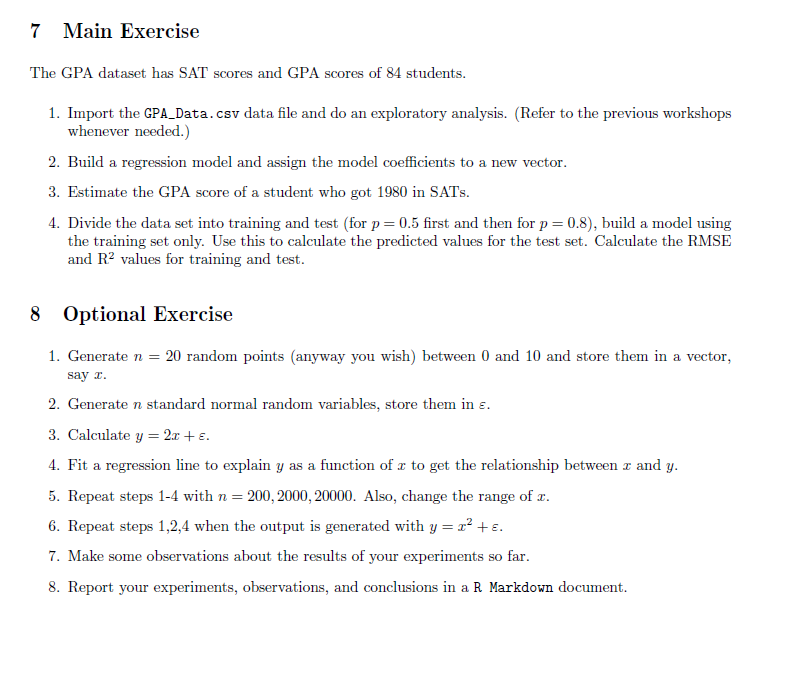 7 Main Exercise
The GPA dataset has SAT scores and GPA scores of 84 students.
1. Import the GPA_Data.csv data file and do an exploratory analysis. (Refer to the previous workshops
whenever needed.)
2. Build a regression model and assign the model coefficients to a new vector.
3. Estimate the GPA score of a student who got 1980 in SATs.
4. Divide the data set into training and test (for p = 0.5 first and then for p = 0.8), build a model using
the training set only. Use this to calculate the predicted values for the test set. Calculate the RMSE
and R² values for training and test.
8 Optional Exercise
1. Generate n = 20 random points (anyway you wish) between 0 and 10 and store them in a vector,
say x.
2. Generate n standard normal random variables, store them in ε.
3. Calculate y = 2x + ε.
4. Fit a regression line to explain y as a function of x to get the relationship between x and y.
5. Repeat steps 1-4 with n = 200, 2000, 20000. Also, change the range of x.
6. Repeat steps 1,2,4 when the output is generated with y = x² + ε.
7. Make some observations about the results of your experiments so far.
8. Report your experiments, observations, and conclusions in a R Markdown document.